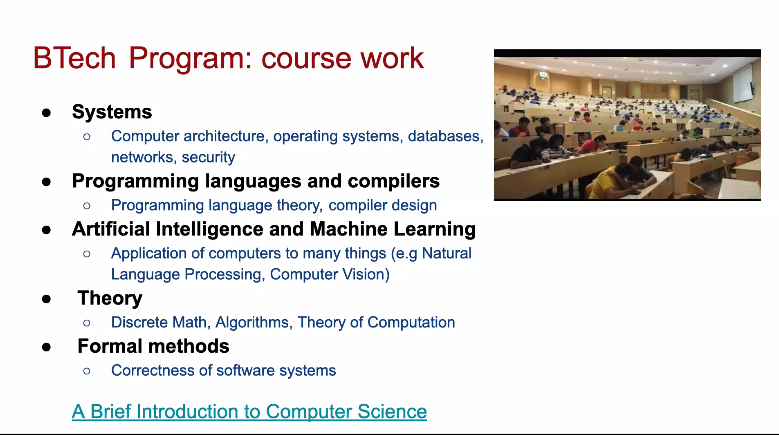 BTech Program: course work
● Systems
○ Computer architecture, operating systems, databases,
networks, security
● Programming languages and compilers
○ Programming language theory, compiler design
● Artificial Intelligence and Machine Learning
○ Application of computers to many things (e.g Natural
Language Processing, Computer Vision)
● Theory
○ Discrete Math, Algorithms, Theory of Computation
● Formal methods
○ Correctness of software systems
A Brief Introduction to Computer Science